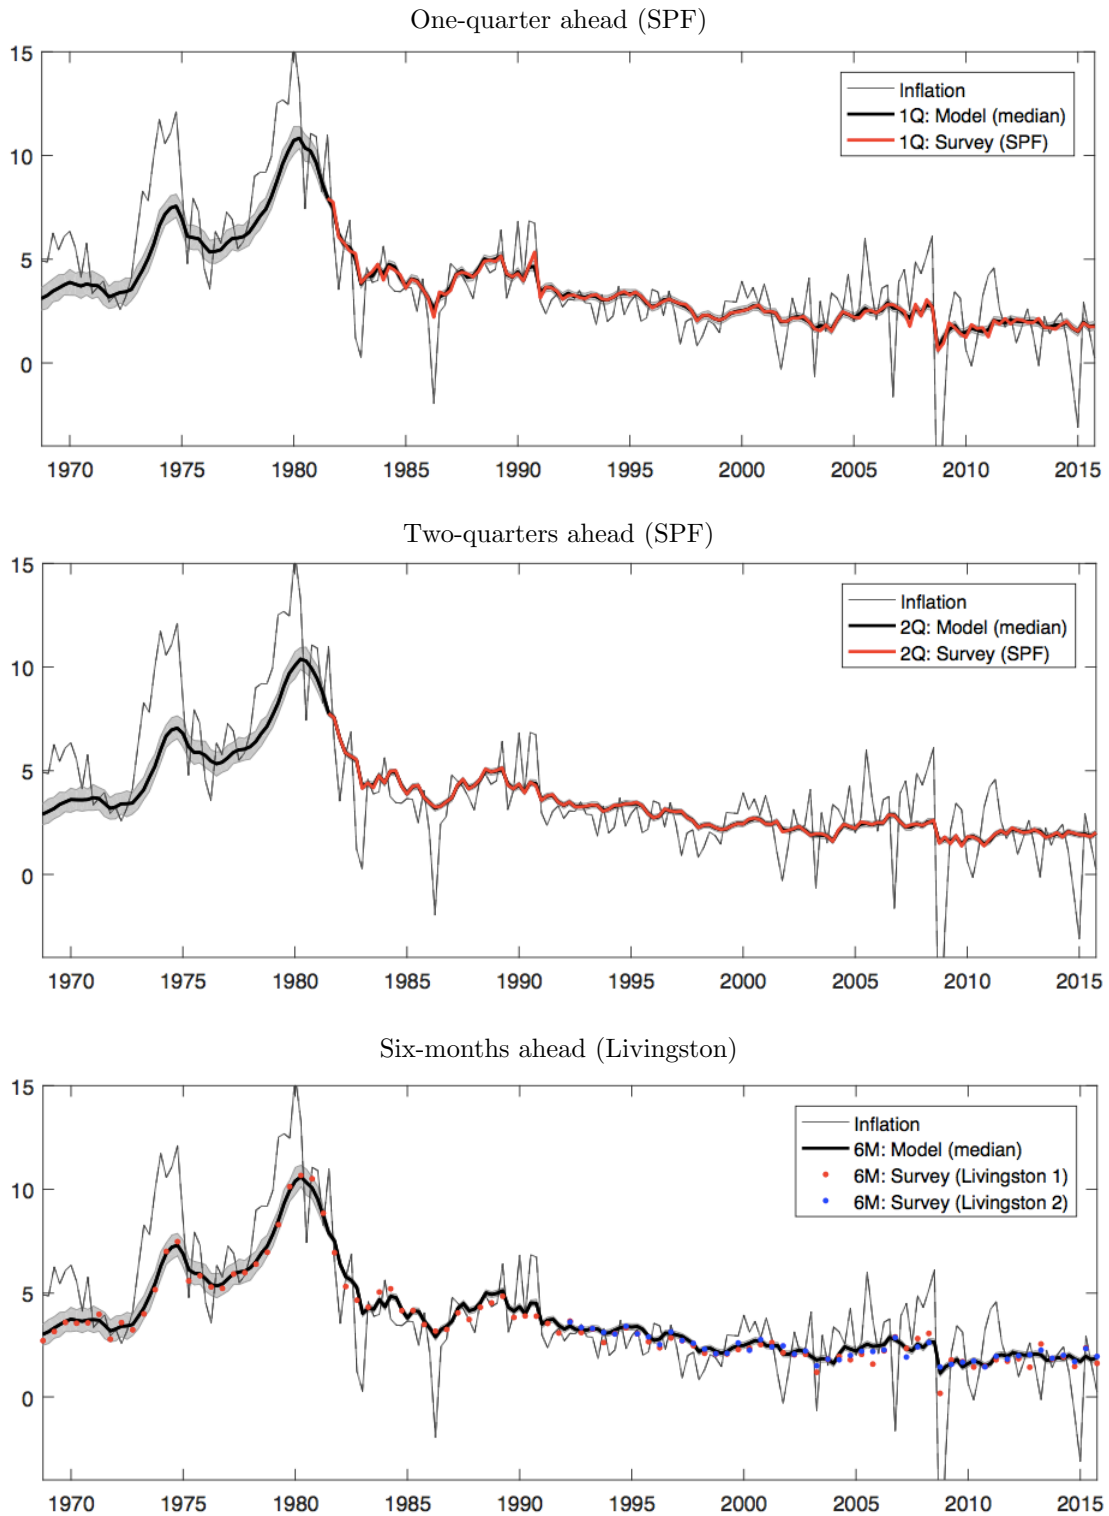 One-quarter ahead (SPF)
15
10
5
0
Inflation
1Q: Model (median)
1Q: Survey (SPF)
1970 1975 1980 1985 1990 1995 2000 2005 2010 2015
Two-quarters ahead (SPF)
15
10
5
0
Inflation
2Q: Model (median)
2Q: Survey (SPF)
1970 1975 1980 1985 1990 1995 2000 2005 2010 2015
Six-months ahead (Livingston)
15
10
5
0
Inflation
6M: Model (median)
6M: Survey (Livingston 1)
6M: Survey (Livingston 2)
1970 1975 1980 1985 1990 1995 2000 2005 2010 2015